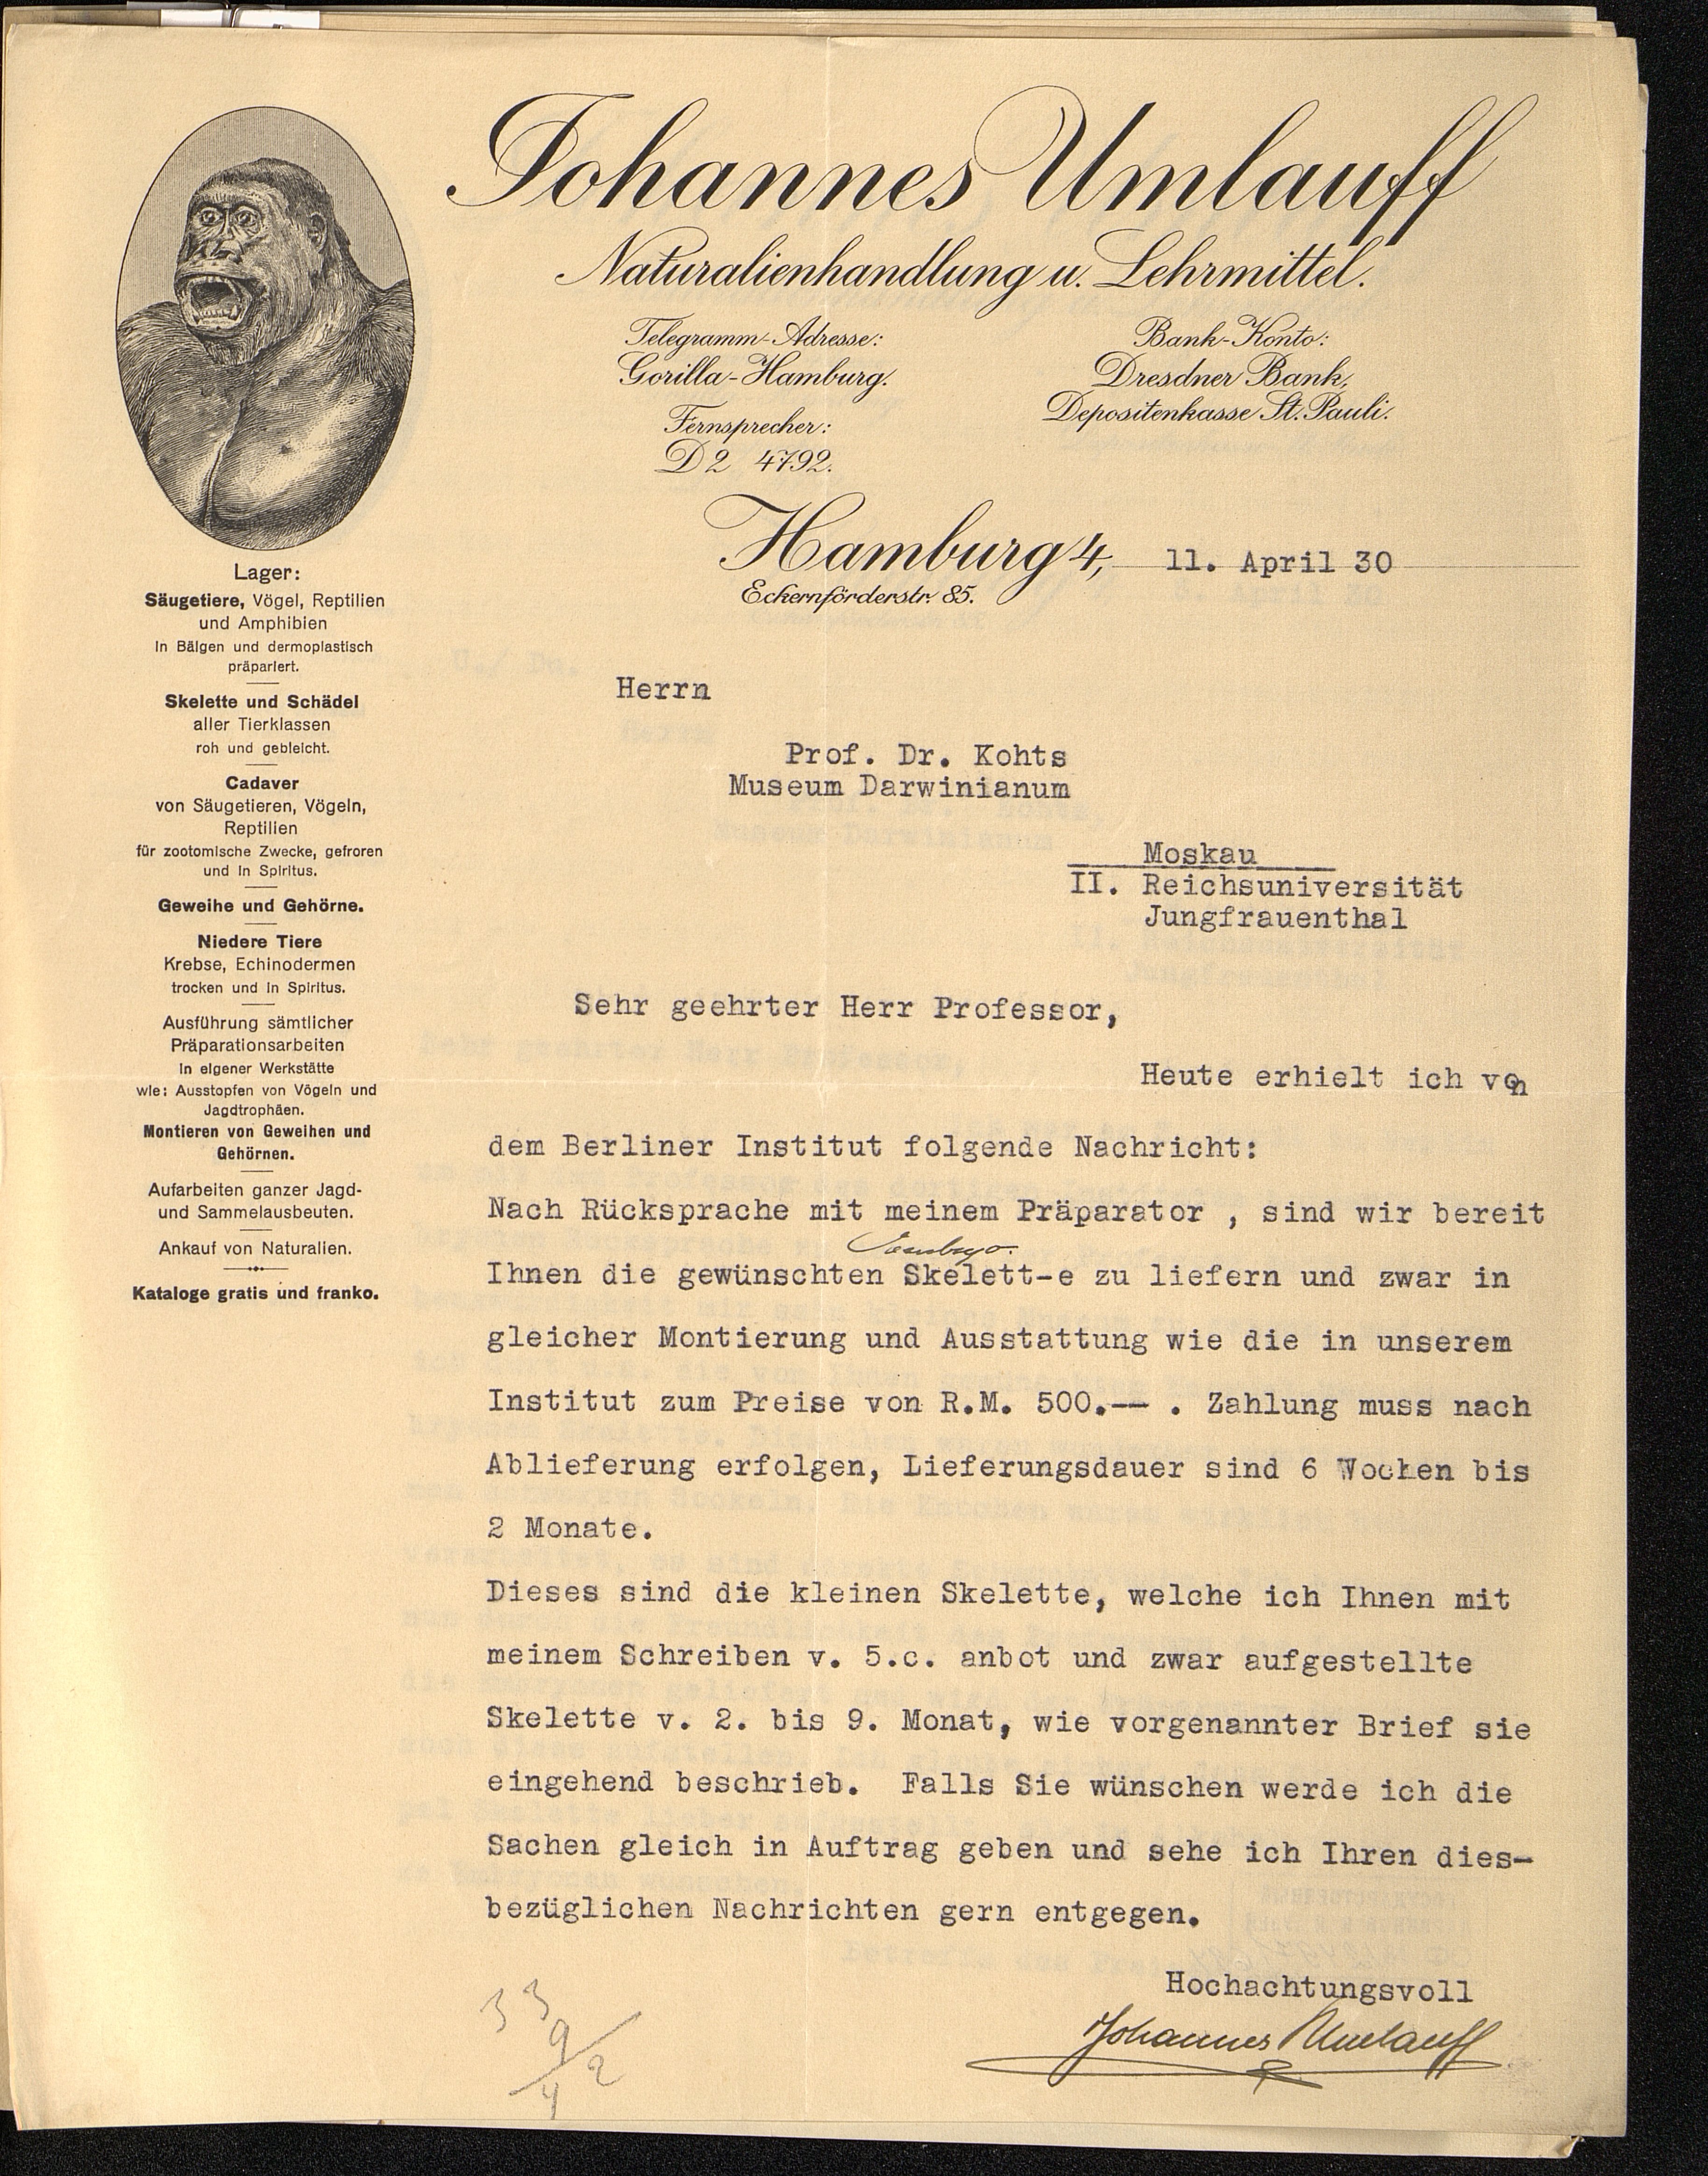 Johannes Umlauff
Naturalienhandlung u. Lehrmittel.
Telegramm-Adresse:
Gorilla-Hamburg.
Fernsprecher:
D 2 4792.
Bank-Konto:
Dresdner Bank,
Depositenkasse St. Pauli.
Hamburg 4, 11. April 30
Eckernförderstr. 85.
Lager:
Säugetiere, Vögel, Reptilien
und Amphibien
in Bälgen und dermoplastisch
präpariert.
Skelette und Schädel
aller Tierklassen
roh und gebleicht.
Cadaver
von Säugetieren, Vögeln,
Reptilien
für zootomische Zwecke, gefroren
und in Spiritus.
Geweihe und Gehörne.
Niedere Tiere
Krebse, Echinodermen
trocken und in Spiritus.
Ausführung sämtlicher
Präparationsarbeiten
in eigener Werkstätte
wie: Ausstopfen von Vögeln und
Jagdtrophäen.
Montieren von Geweihen und
Gehörnen.
Aufarbeiten ganzer Jagd-
und Sammelausbeuten.
Ankauf von Naturalien.
Kataloge gratis und franko.
Herrn
Prof. Dr. Kohts
Museum Darwinianum
Moskau
II. Reichsuniversität
Jungfrauenthal
Sehr geehrter Herr Professor,
Heute erhielt ich von
dem Berliner Institut folgende Nachricht:
Nach Rücksprache mit meinem Präparator , sind wir bereit
Embryo.
Ihnen die gewünschten Skelett-e zu liefern und zwar in
gleicher Montierung und Ausstattung wie die in unserem
Institut zum Preise von R.M. 500.-- . Zahlung muss nach
Ablieferung erfolgen, Lieferungsdauer sind 6 Wochen bis
2 Monate.
Dieses sind die kleinen Skelette, welche ich Ihnen mit
meinem Schreiben v. 5.c. anbot und zwar aufgestellte
Skelette v. 2. bis 9. Monat, wie vorgenannter Brief sie
eingehend beschrieb. Falls Sie wünschen werde ich die
Sachen gleich in Auftrag geben und sehe ich Ihren dies-
bezüglichen Nachrichten gern entgegen.
Hochachtungsvoll
Johannes Umlauff
33
9/2
4